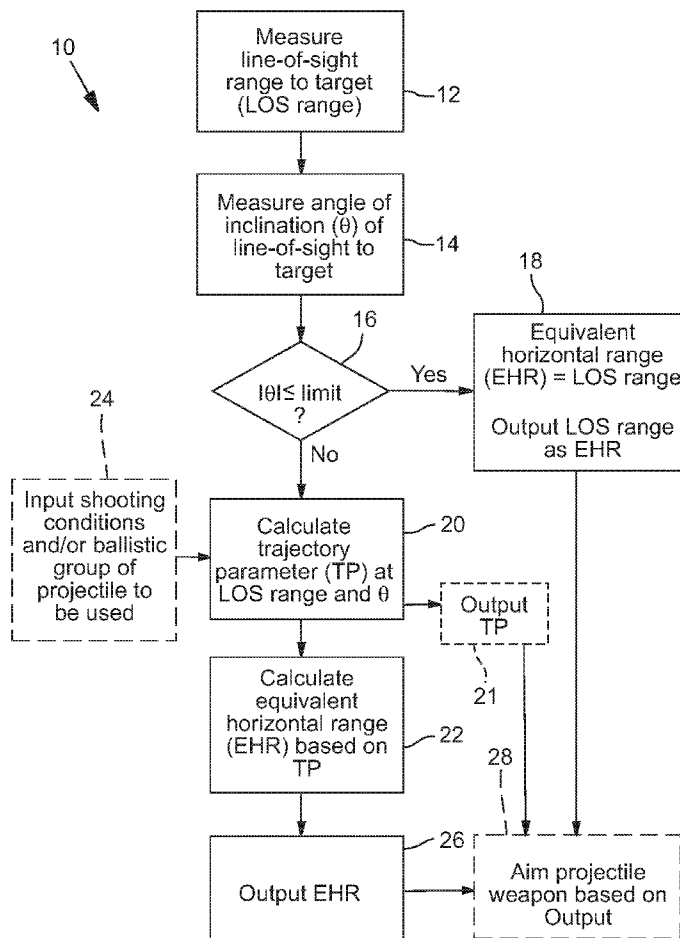 10
Measure
line-of-sight
range to target
(LOS range)
12
Measure angle of
inclination (θ) of
line-of-sight to
target
14
16
|θ|≤ limit
?
Yes
No
18
Equivalent
horizontal range
(EHR) = LOS range
Output LOS range
as EHR
24
Input shooting
conditions
and/or ballistic
group of
projectile to
be used
Calculate
trajectory
parameter (TP) at
LOS range and θ
20
Output
TP
21
Calculate
equivalent
horizontal range
(EHR) based on
TP
22
Output EHR
26
28
Aim projectile
weapon based on
Output